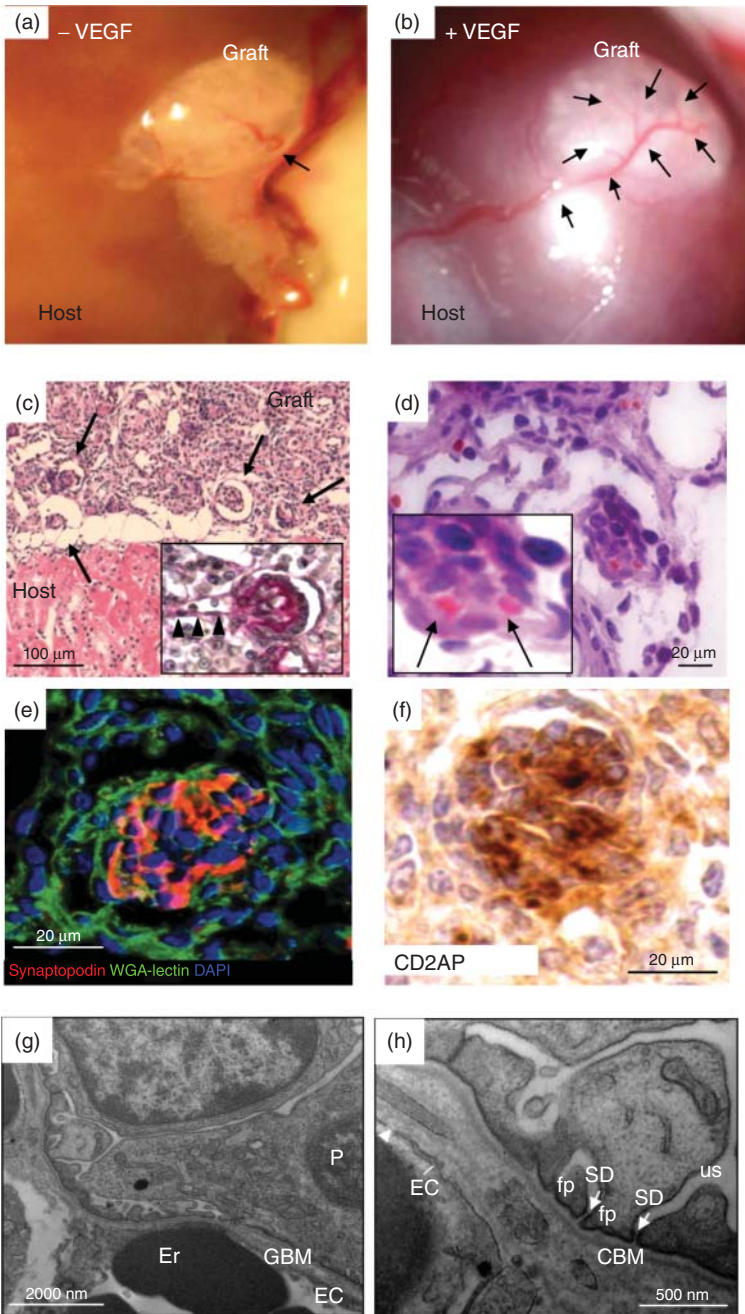 (a)
– VEGF
Graft
Host
(b)
+ VEGF
Graft
Host
(c)
Graft
Host
100 μm
(d)
20 μm
(e)
20 μm
Synaptopodin WGA-lectin DAPI
(f)
CD2AP
20 μm
(g)
P
Er
GBM
EC
2000 nm
(h)
EC
fp
SD
fp
SD
us
CBM
500 nm